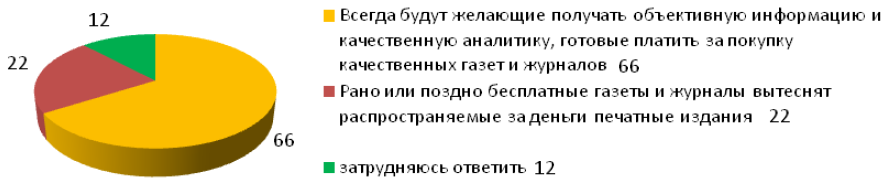 12
22
66
Всегда будут желающие получать объективную информацию и
качественную аналитику, готовые платить за покупку
качественных газет и журналов 66
Рано или поздно бесплатные газеты и журналы вытеснят
распространяемые за деньги печатные издания 22
затрудняюсь ответить 12